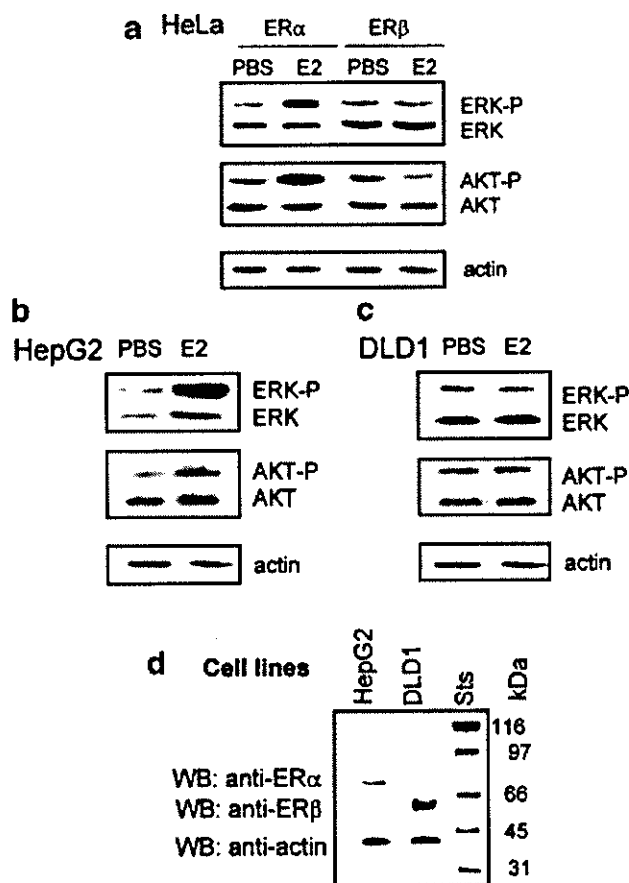 a HeLa ERα ERβ
PBS E2 PBS E2
ERK-P
ERK
AKT-P
AKT
actin
b
HepG2 PBS E2
ERK-P
ERK
AKT-P
AKT
actin
c
DLD1 PBS E2
ERK-P
ERK
AKT-P
AKT
actin
d Cell lines HepG2 DLD1 Sts kDa
116
97
WB: anti-ERα
66
WB: anti-ERβ
45
WB: anti-actin
31